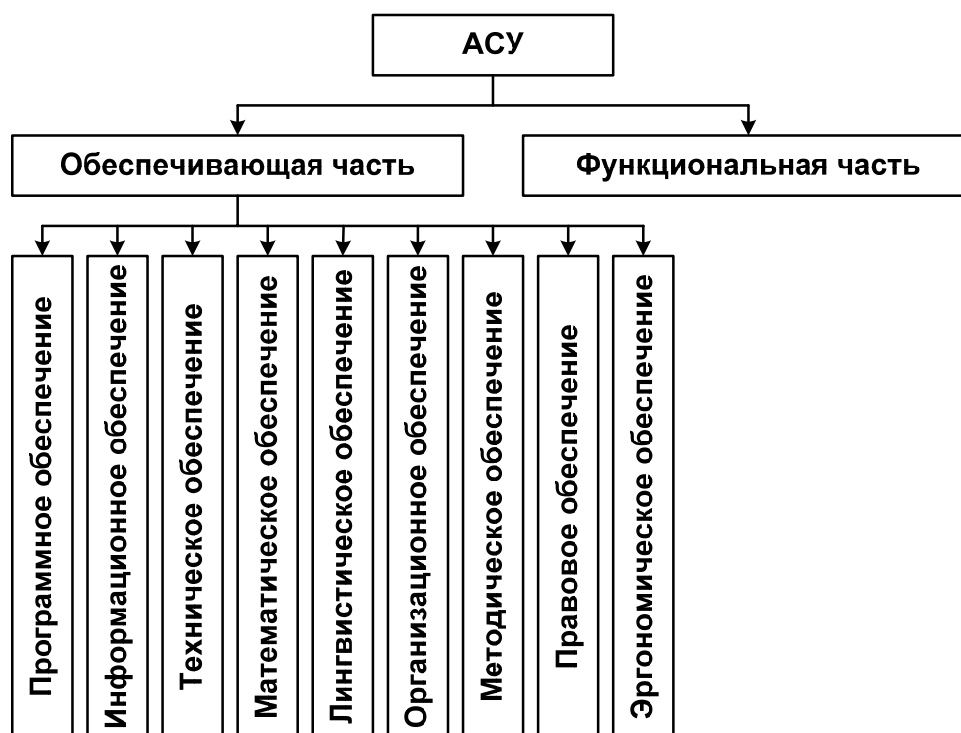 АСУ
Обеспечивающая часть
Функциональная часть
Программное обеспечение
Информационное обеспечение
Техническое обеспечение
Математическое обеспечение
Лингвистическое обеспечение
Организационное обеспечение
Методическое обеспечение
Правовое обеспечение
Эргономическое обеспечение